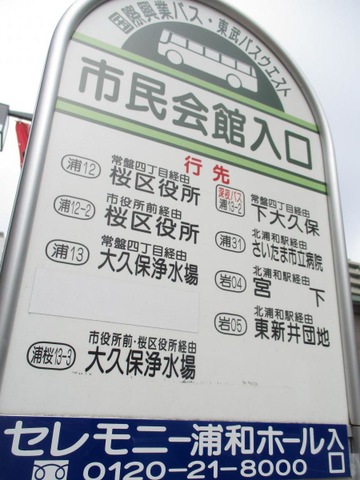 国際興業バス・東武バスウエスト
市民会館入口
行先
浦12 常盤四丁目経由
桜区役所
浦12-2 市役所前経由
桜区役所
浦13 常盤四丁目経由
大久保浄水場
浦桜13-3 市役所前・桜区役所経由
大久保浄水場
深夜バス
浦13-2 常盤四丁目経由
下大久保
浦31 北浦和駅経由
さいたま市立病院
岩04 北浦和駅経由
宮下
岩05 北浦和駅経由
東新井団地
セレモニー浦和ホール入口
0120-21-8000